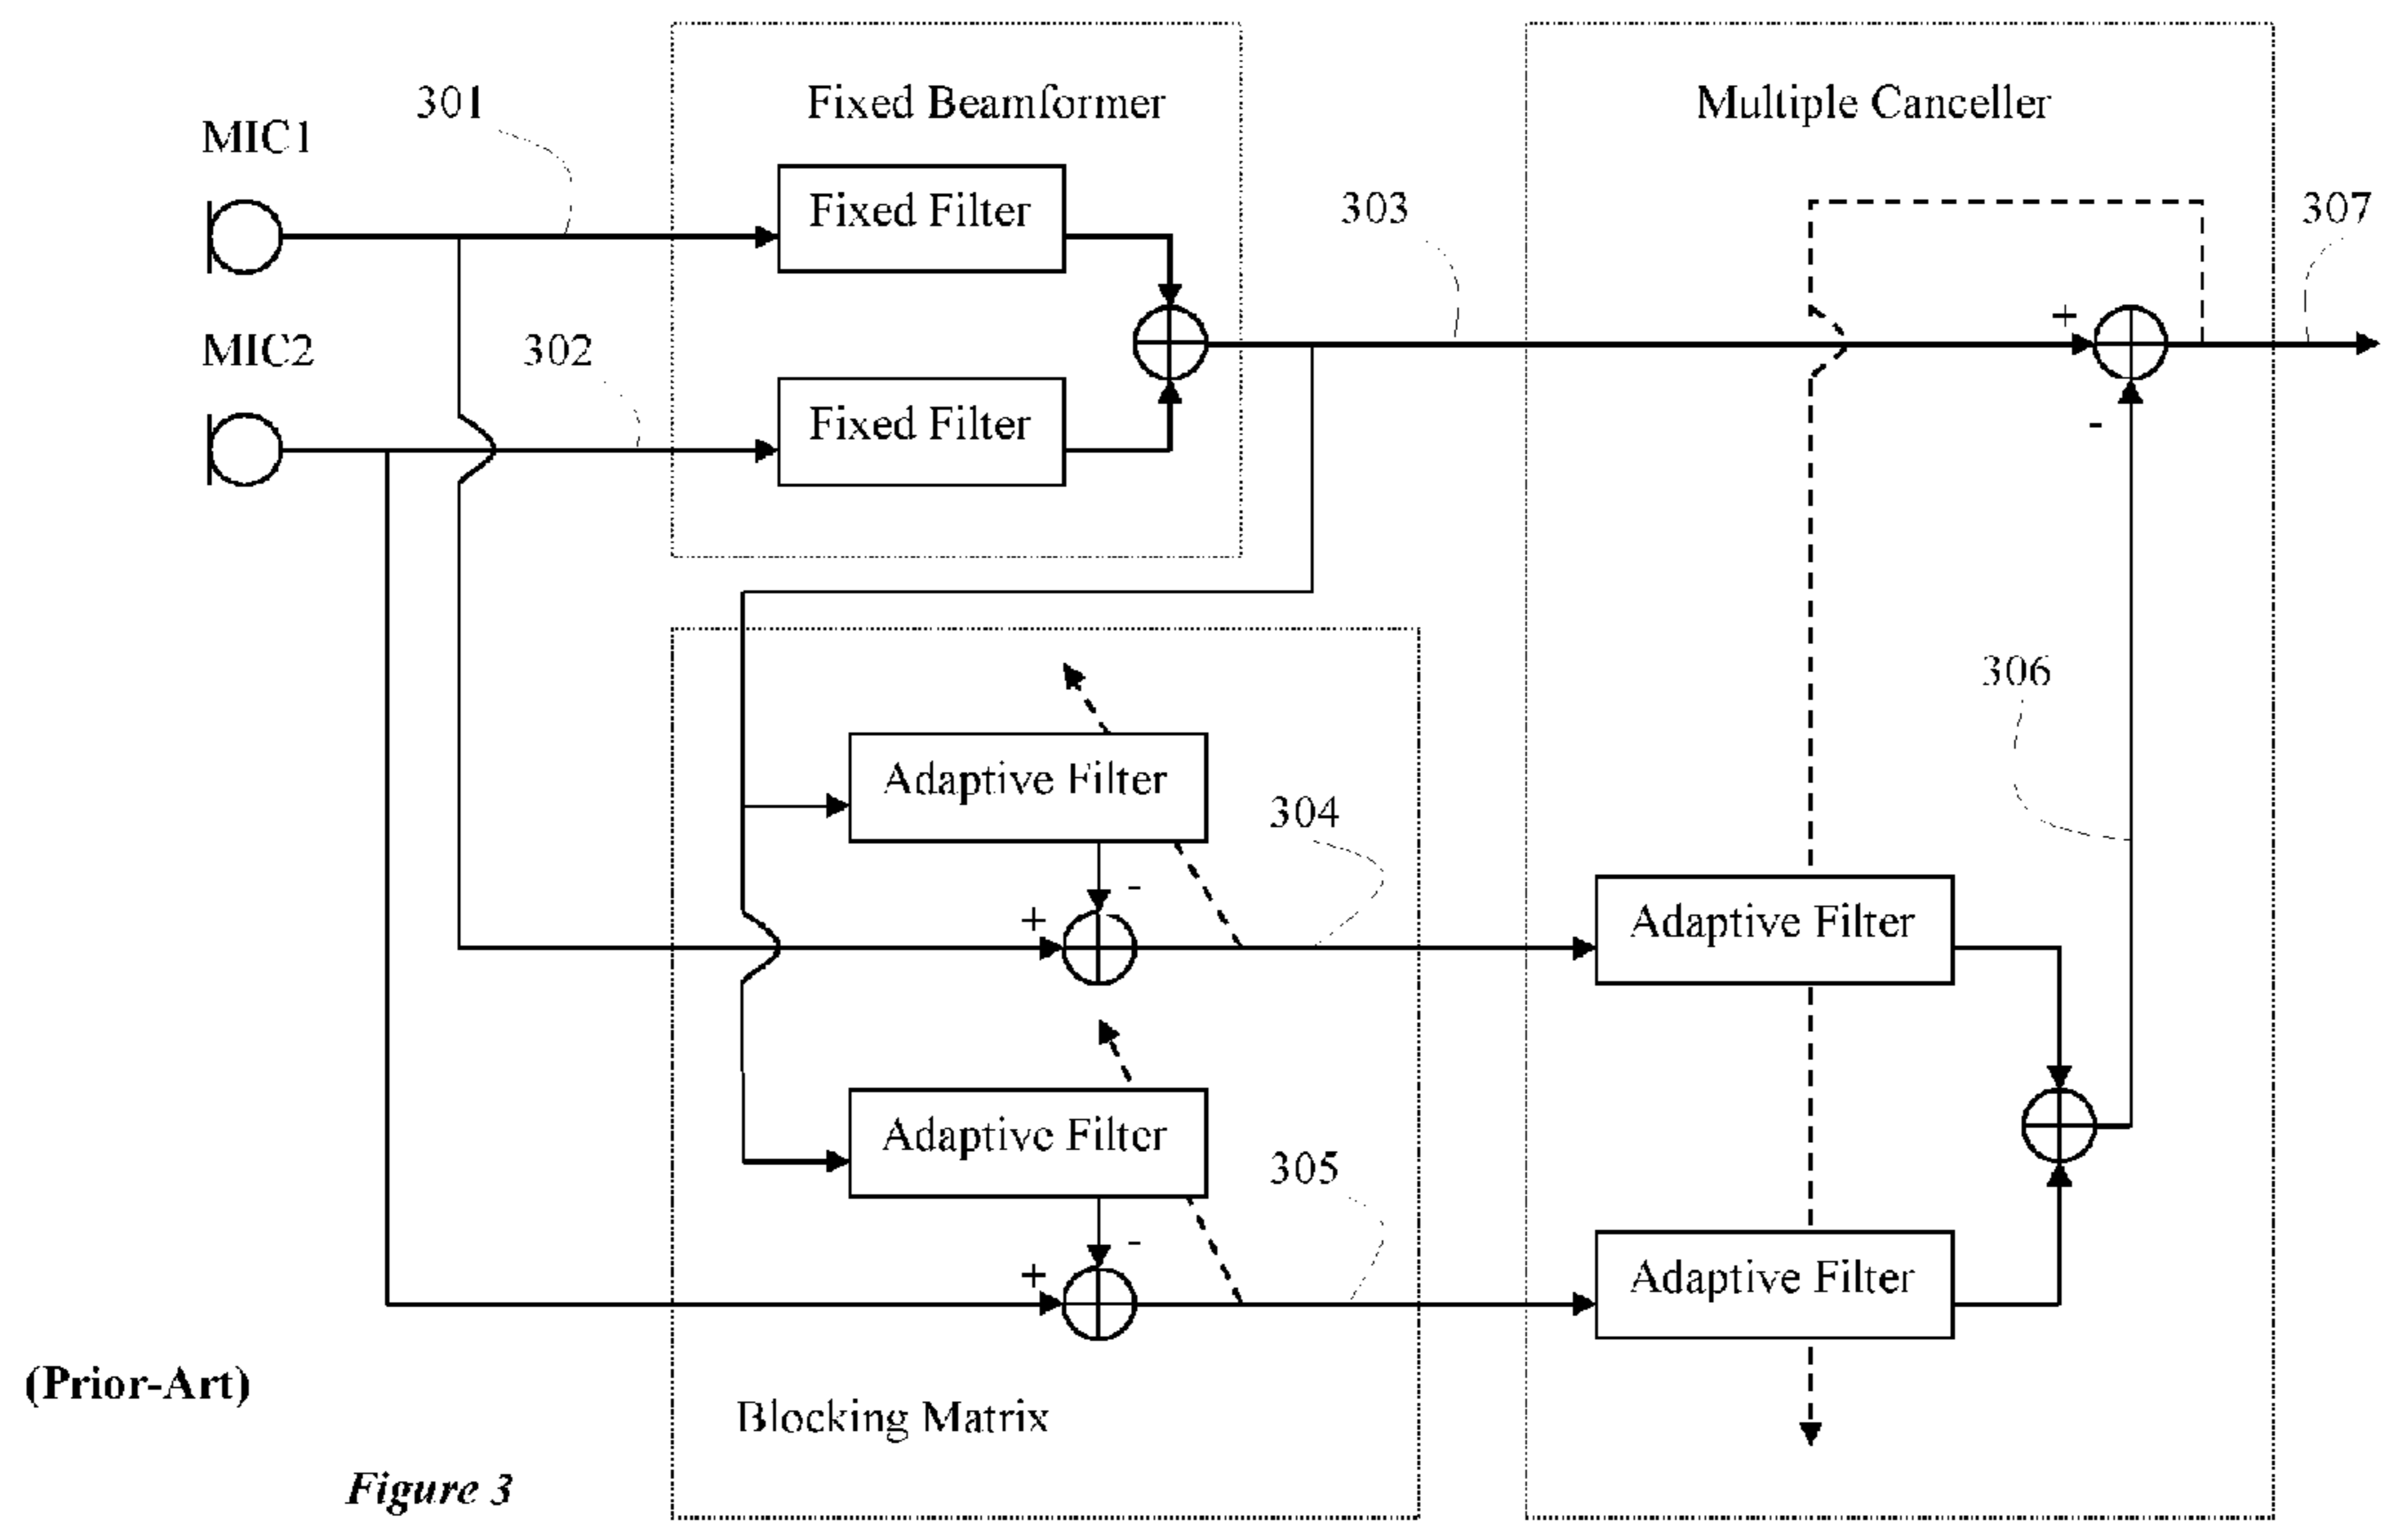 301
Fixed Beamformer
Multiple Canceller
MIC1
Fixed Filter
303
307
MIC2
302
+
Fixed Filter
-
306
Adaptive Filter
304
-
+
Adaptive Filter
Adaptive Filter
305
-
+
Adaptive Filter
(Prior-Art)
Blocking Matrix
Figure 3